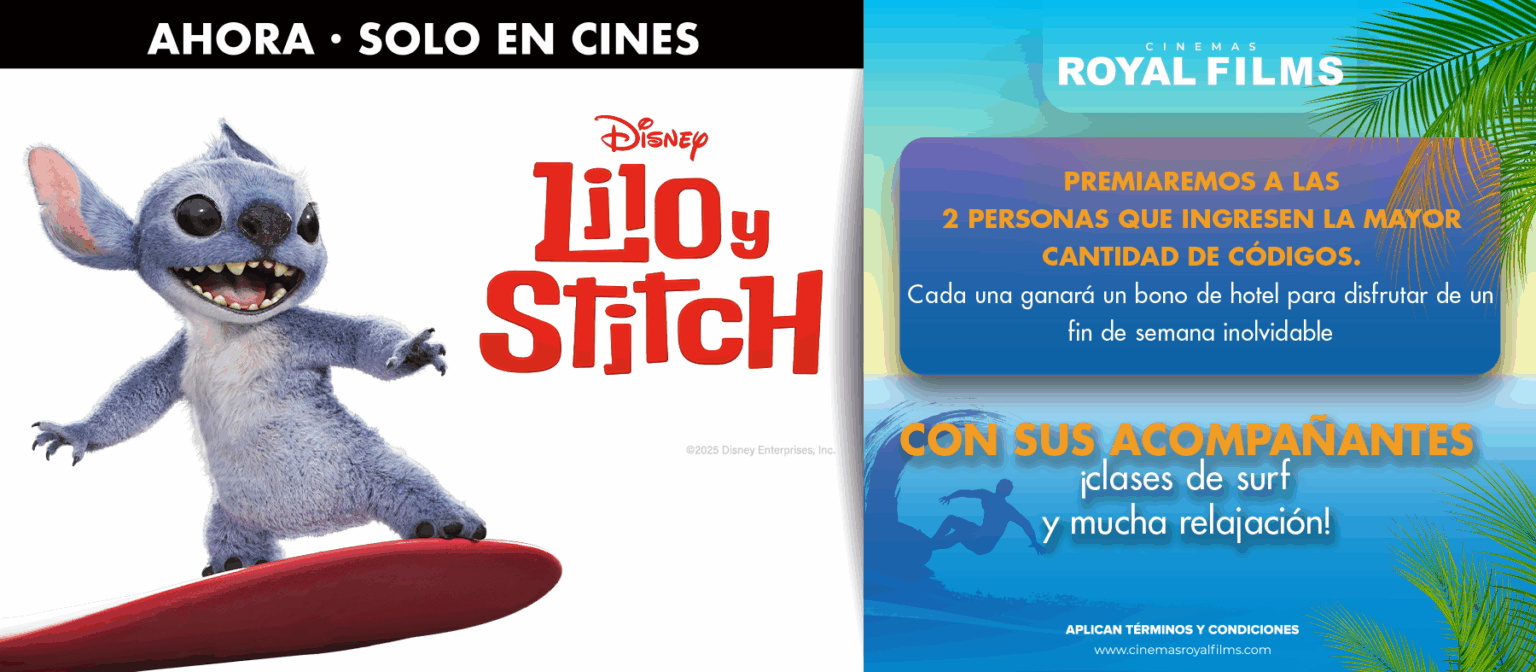 AHORA • SOLO EN CINES
Disney
Lilo y
Stitch
©2025 Disney Enterprises, Inc.
CINEMAS
ROYAL FILMS
PREMIAREMOS A LAS
2 PERSONAS QUE INGRESEN LA MAYOR
CANTIDAD DE CÓDIGOS.
Cada una ganará un bono de hotel para disfrutar de un
fin de semana inolvidable
CON SUS ACOMPAÑANTES
¡clases de surf
y mucha relajación!
APLICAN TÉRMINOS Y CONDICIONES
www.cinemasroyalfilms.com